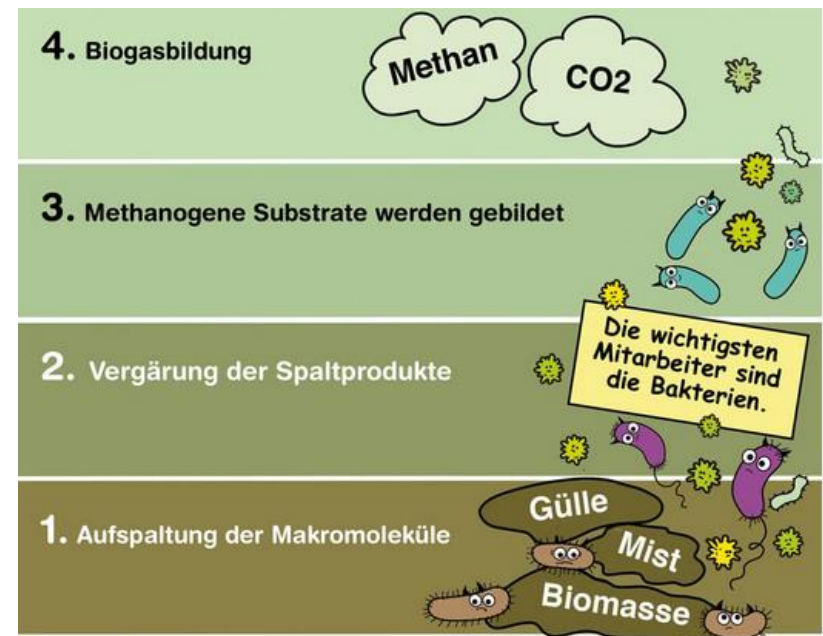 4. Biogasbildung
Methan
CO2
3. Methanogene Substrate werden gebildet
Die wichtigsten
Mitarbeiter sind
die Bakterien.
2. Vergärung der Spaltprodukte
1. Aufspaltung der Makromoleküle
Gülle
Mist
Biomasse